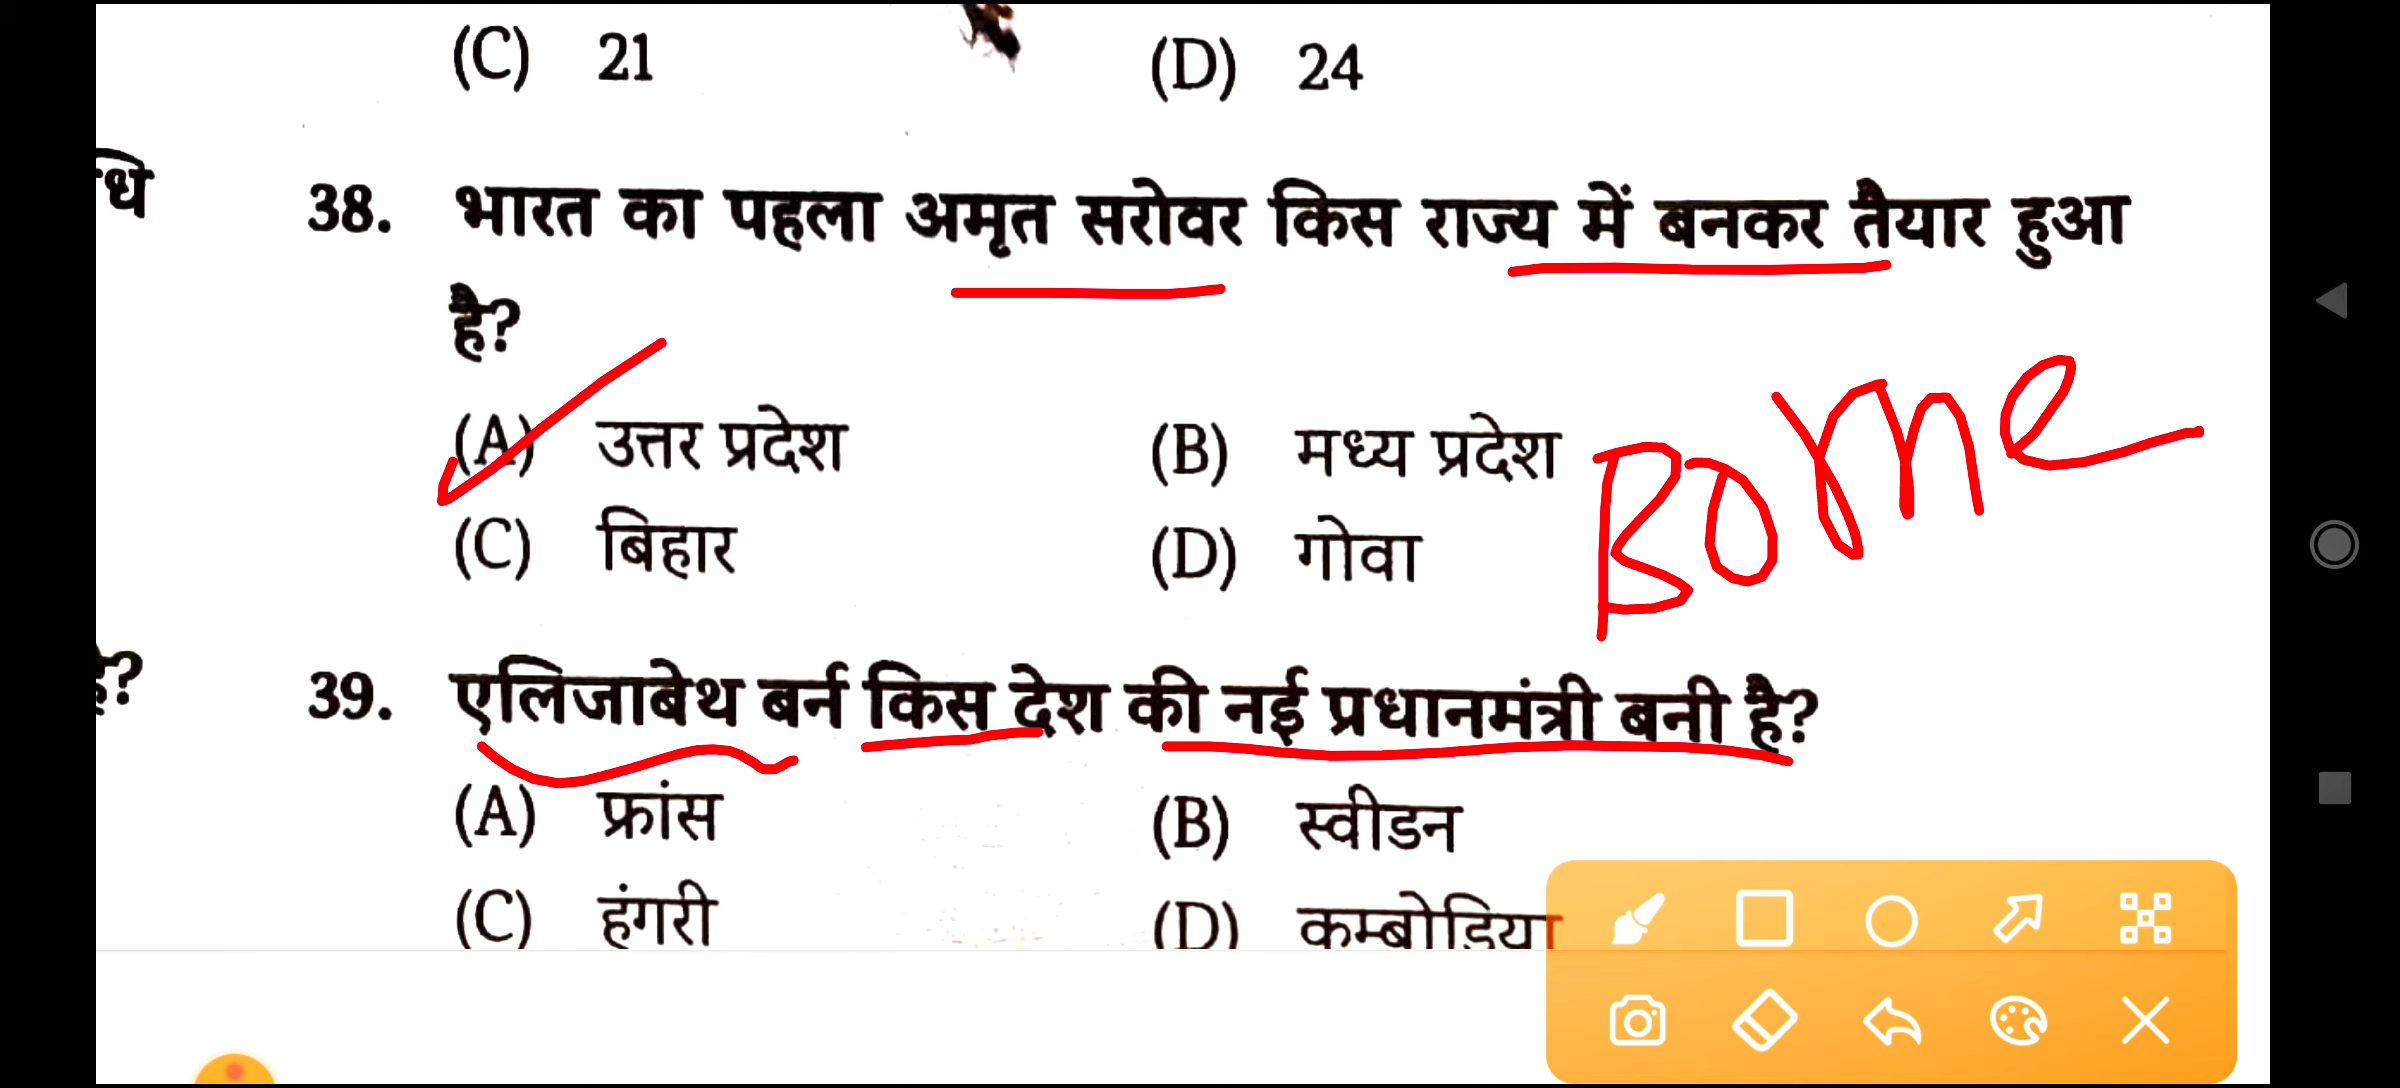 (C) 21 (D) 24
धि
38. भारत का पहला अमृत सरोवर किस राज्य में बनकर तैयार हुआ
है?
(A) उत्तर प्रदेश (B) मध्य प्रदेश
(C) बिहार (D) गोवा
Bome
है?
39. एलिजाबेथ बर्न किस देश की नई प्रधानमंत्री बनी है?
(A) फ्रांस (B) स्वीडन
(C) हंगरी (D) कम्बोडिया